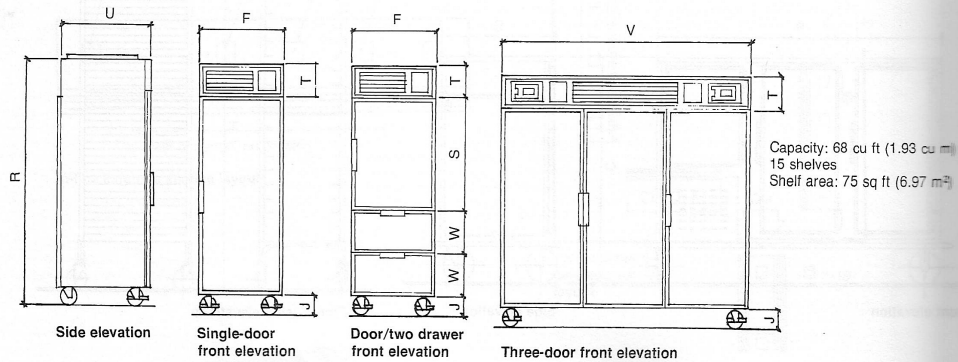 U
F
F
V
T
T
T
R
S
W
W
J
J
J
Capacity: 68 cu ft (1.93 cu m)
15 shelves
Shelf area: 75 sq ft (6.97 m²)
Side elevation
Single-door
front elevation
Door/two drawer
front elevation
Three-door front elevation